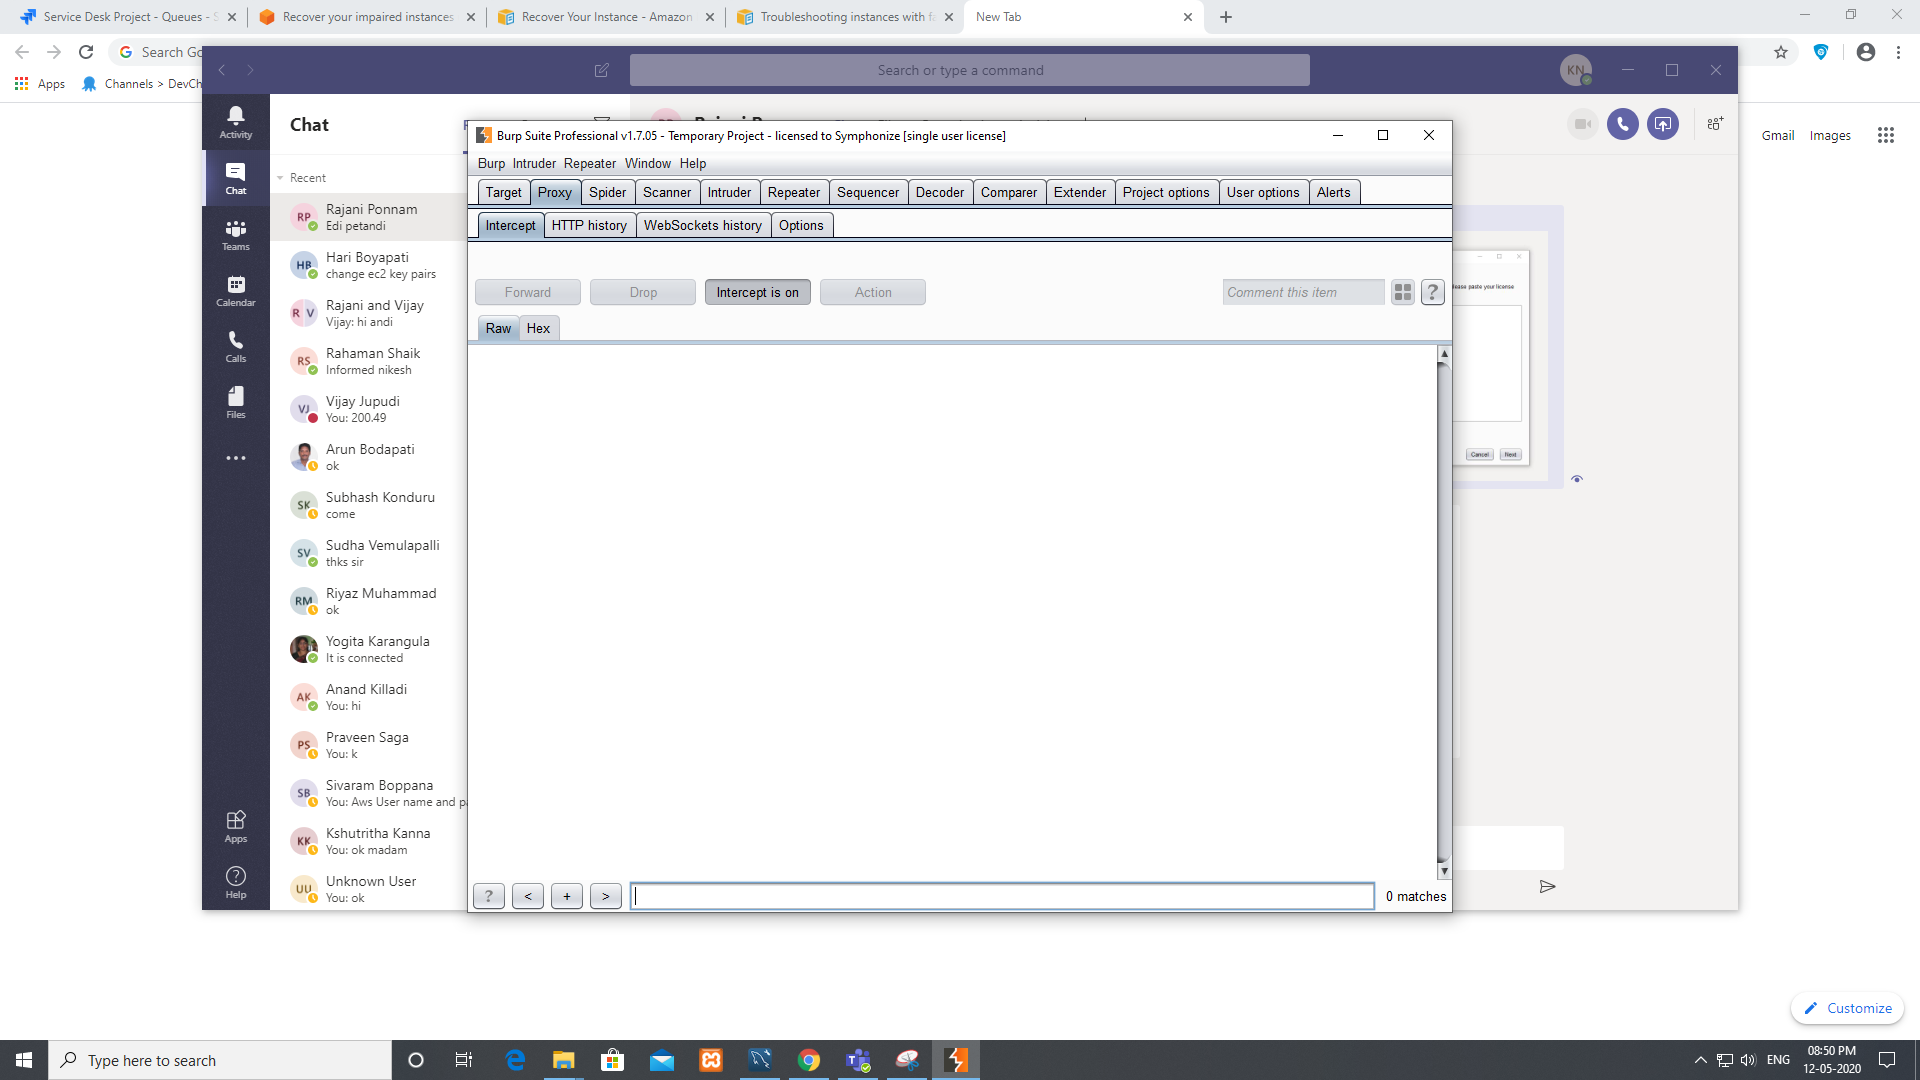 Service Desk Project - Queues - S
Recover your impaired instances
Recover Your Instance - Amazon
Troubleshooting instances with fa
New Tab
Search Go
Apps
Channels > DevCh
Search or type a command
KN
Gmail
Images
Activity
Chat
Teams
Calendar
Calls
Files
Apps
Help
Chat
Recent
RP
Rajani Ponnam
Edi petandi
HB
Hari Boyapati
change ec2 key pairs
R V
Rajani and Vijay
Vijay: hi andi
RS
Rahaman Shaik
Informed nikesh
VJ
Vijay Jupudi
You: 200.49
Arun Bodapati
ok
SK
Subhash Konduru
come
SV
Sudha Vemulapalli
thks sir
RM
Riyaz Muhammad
ok
Yogita Karangula
It is connected
AK
Anand Killadi
You: hi
PS
Praveen Saga
You: k
SB
Sivaram Boppana
You: Aws User name and pa
KK
Kshutritha Kanna
You: ok madam
UU
Unknown User
You: ok
Burp Suite Professional v1.7.05 - Temporary Project - licensed to Symphonize [single user license]
Burp Intruder Repeater Window Help
Target Proxy Spider Scanner Intruder Repeater Sequencer Decoder Comparer Extender Project options User options Alerts
Intercept HTTP history WebSockets history Options
Forward Drop Intercept is on Action Comment this item ?
Raw Hex
? < + > 0 matches
paste your license
Cancel Next
Customize
Type here to search
ENG
08:50 PM
12-05-2020